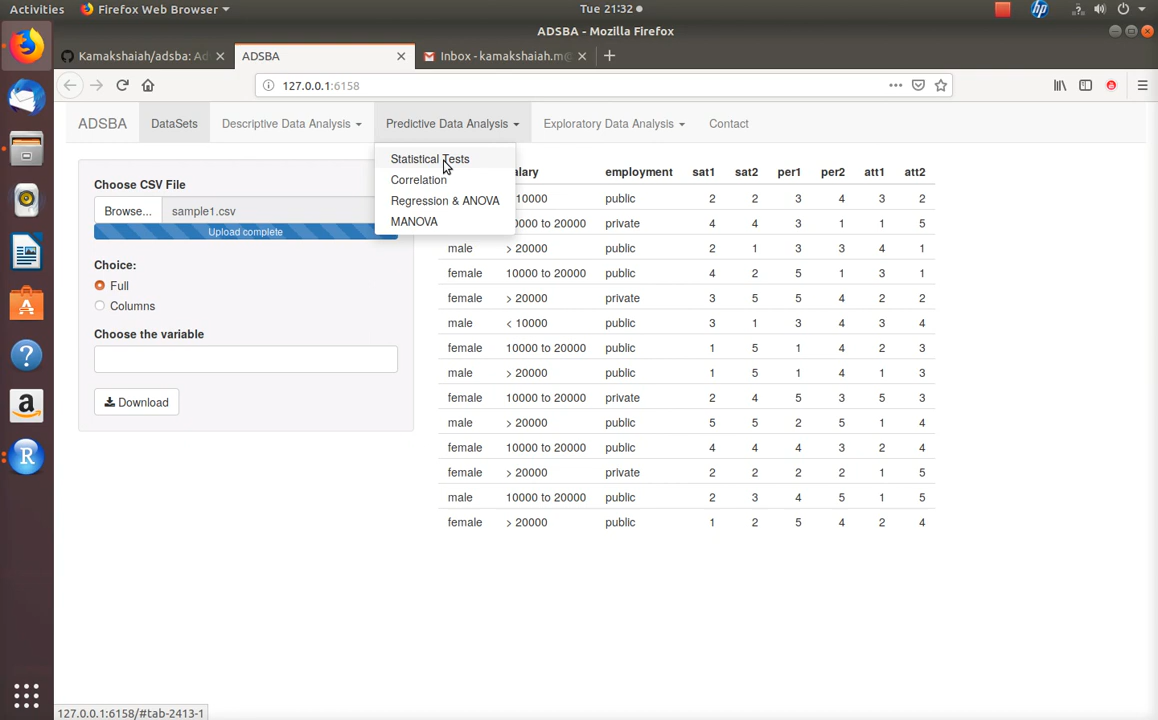 Activities Firefox Web Browser Tue 21:32
ADSBA - Mozilla Firefox
Kamakshaiah/adsba: Ad ADSBA Inbox - kamakshaiah.m@
127.0.0.1:6158
ADSBA DataSets Descriptive Data Analysis Predictive Data Analysis Exploratory Data Analysis Contact
Statistical Tests
Correlation
Regression & ANOVA
MANOVA
Choose CSV File
Browse... sample1.csv
Upload complete
Choice:
Full
Columns
Choose the variable
Download
alary employment sat1 sat2 per1 per2 att1 att2
10000 public 2 2 3 4 3 2
0000 to 20000 private 4 4 3 1 1 5
male > 20000 public 2 1 3 3 4 1
female 10000 to 20000 public 4 2 5 1 3 1
female > 20000 private 3 5 5 4 2 2
male < 10000 public 3 1 3 4 3 4
female 10000 to 20000 public 1 5 1 4 2 3
male > 20000 public 1 5 1 4 1 3
female 10000 to 20000 private 2 4 5 3 5 3
male > 20000 public 5 5 2 5 1 4
female 10000 to 20000 public 4 4 4 3 2 4
female > 20000 private 2 2 2 2 1 5
male 10000 to 20000 public 2 3 4 5 1 5
female > 20000 public 1 2 5 4 2 4
127.0.0.1:6158/#tab-2413-1